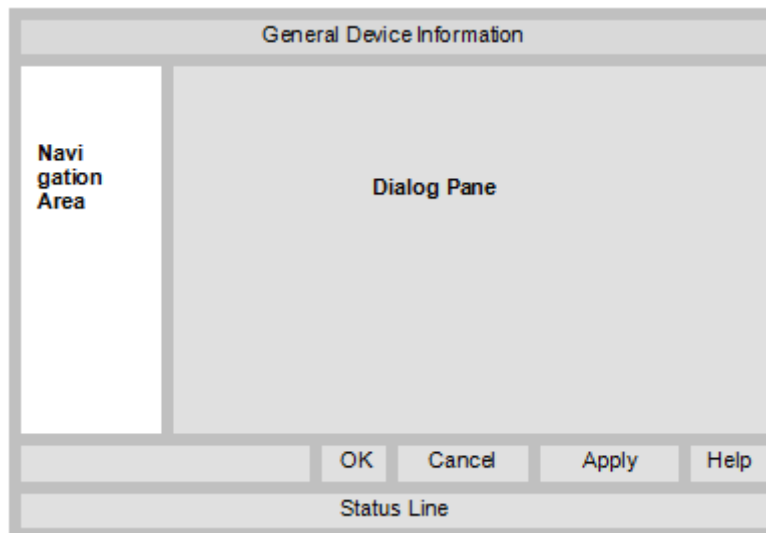 General Device Information
Navi
gation
Area
Dialog Pane
OK Cancel Apply Help
Status Line